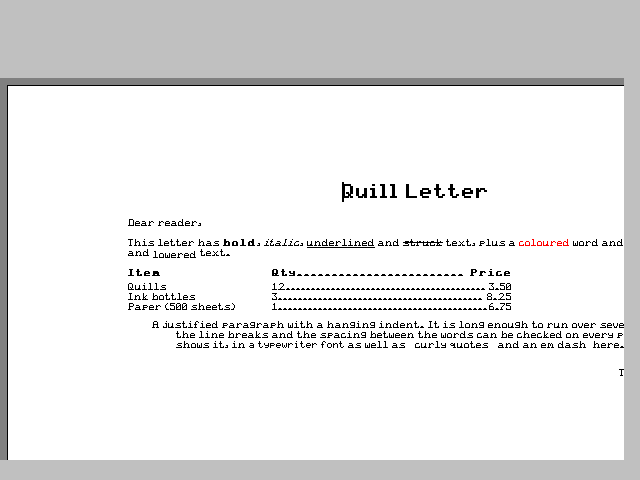 Quill Letter
Dear reader,
This letter has bold, italic, underlined and struck text, plus a coloured word and
and lowered text.
Item Qty........................ Price
Quills 12.................................................. 3.50
Ink bottles 3................................................... 8.25
Paper (500 sheets) 1....................................................6.75
A justified paragraph with a hanging indent. It is long enough to run over
the line breaks and the spacing between the words can be checked on every
shows it, in a typewriter font as well as curly quotes and an em dash here.